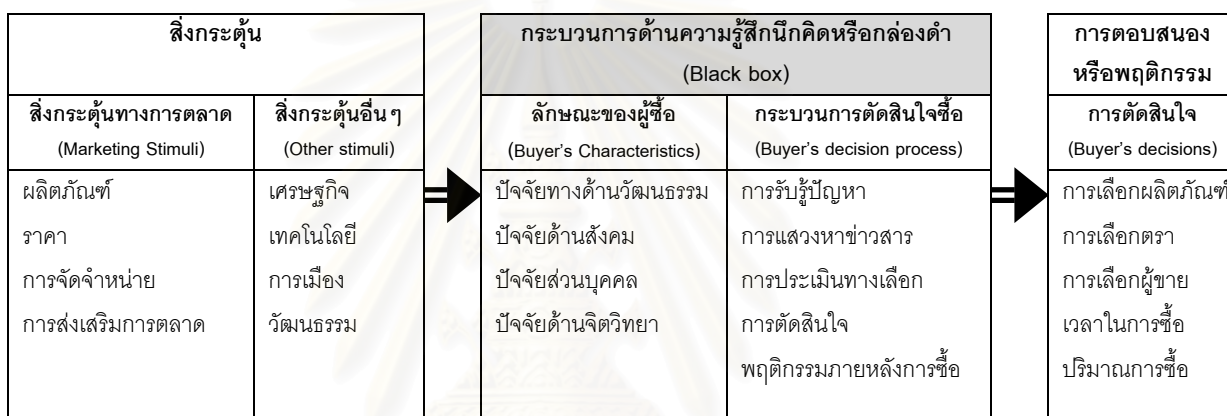 สิ่งกระตุ้น
สิ่งกระตุ้นทางการตลาด
(Marketing Stimuli)
ผลิตภัณฑ์
ราคา
การจัดจำหน่าย
การส่งเสริมการตลาด
สิ่งกระตุ้นอื่นๆ
(Other stimuli)
เศรษฐกิจ
เทคโนโลยี
การเมือง
วัฒนธรรม
กระบวนการด้านความรู้สึกนึกคิดหรือกล่องดำ
(Black box)
ลักษณะของผู้ซื้อ
(Buyer's Characteristics)
ปัจจัยทางด้านวัฒนธรรม
ปัจจัยด้านสังคม
ปัจจัยส่วนบุคคล
ปัจจัยด้านจิตวิทยา
กระบวนการตัดสินใจซื้อ
(Buyer's decision process)
การรับรู้ปัญหา
การแสวงหาข่าวสาร
การประเมินทางเลือก
การตัดสินใจ
พฤติกรรมภายหลังการซื้อ
การตอบสนอง
หรือพฤติกรรม
การตัดสินใจ
(Buyer's decisions)
การเลือกผลิตภัณฑ์
การเลือกตรา
การเลือกผู้ขาย
เวลาในการซื้อ
ปริมาณการซื้อ